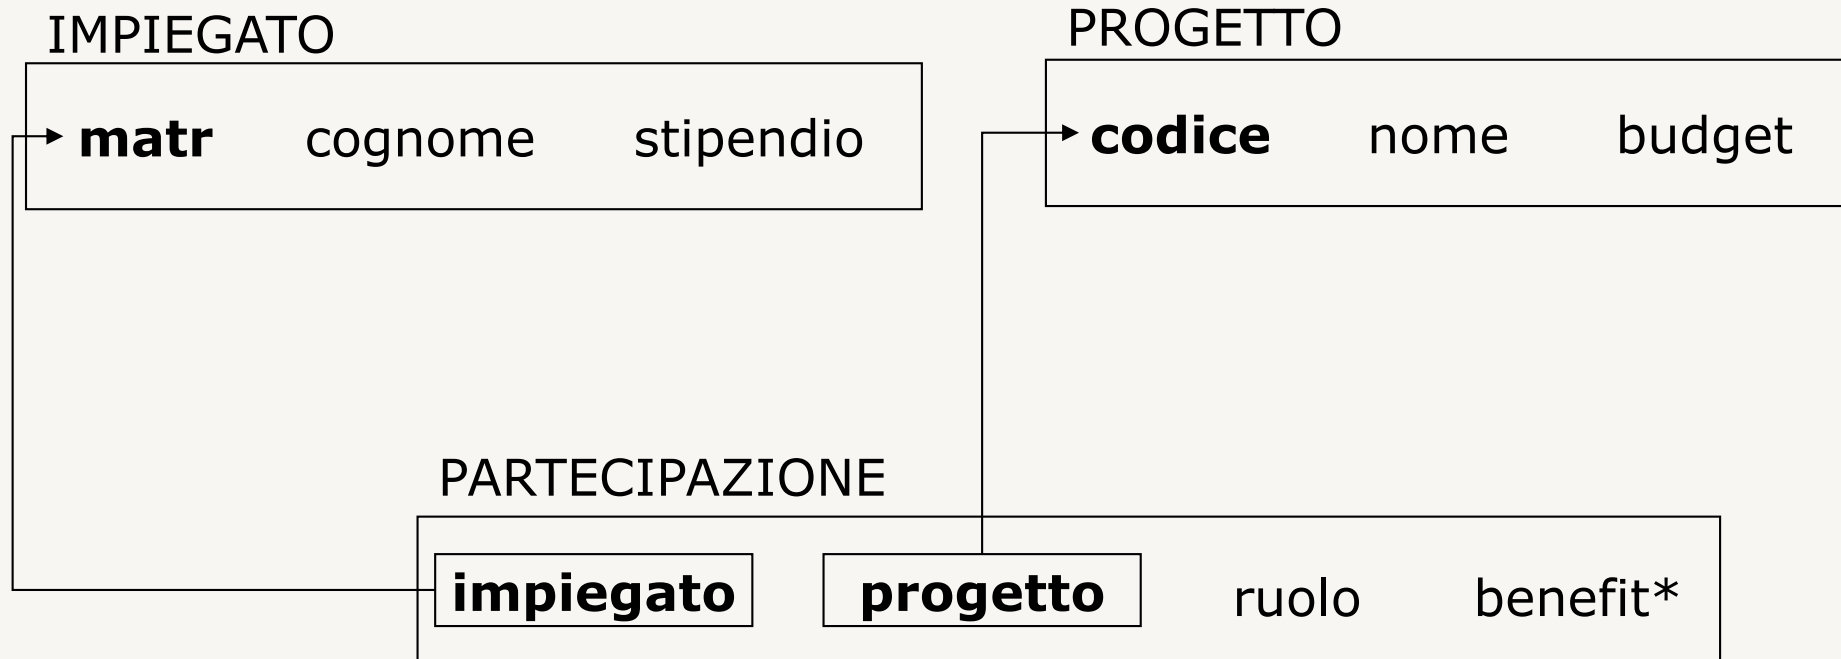 IMPIEGATO
matr cognome stipendio
PROGETTO
codice nome budget
PARTECIPAZIONE
impiegato progetto ruolo benefit*